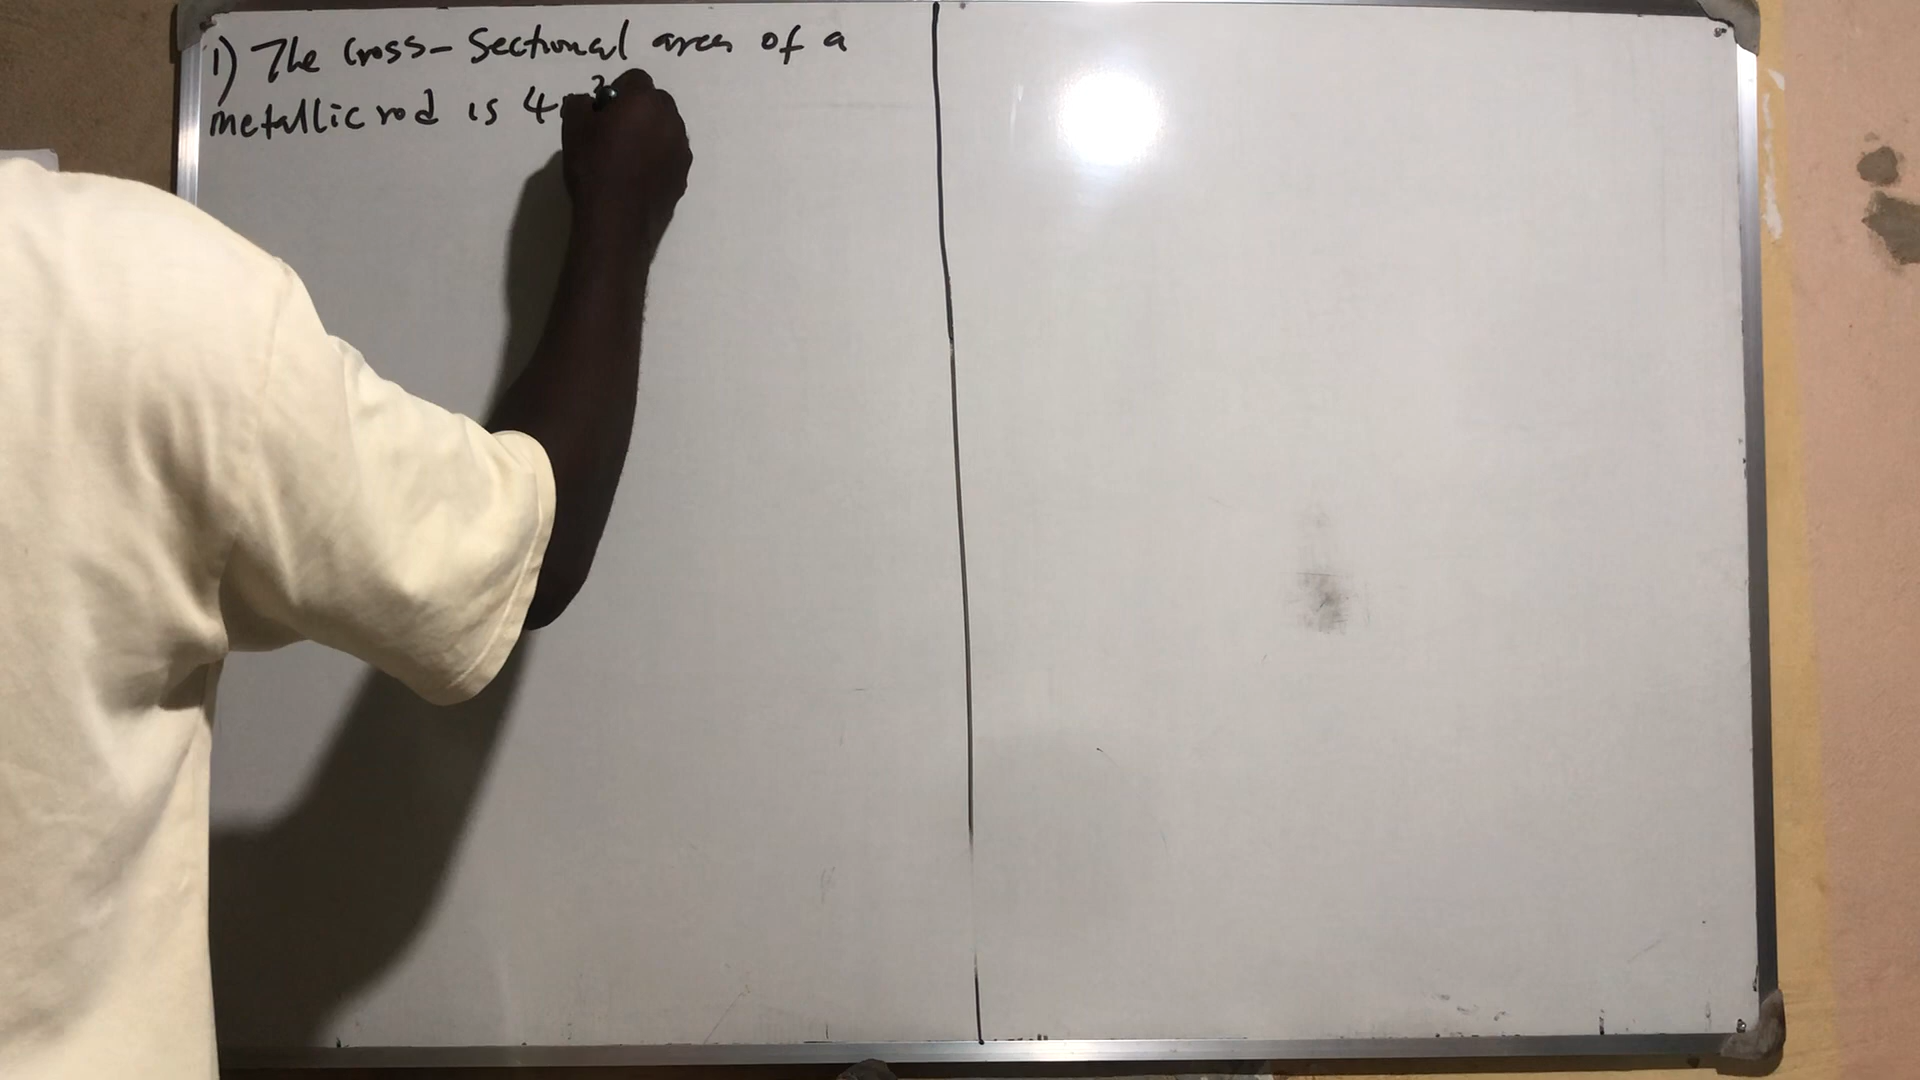 1) The Cross-Sectional area of a
metallic rod is 4